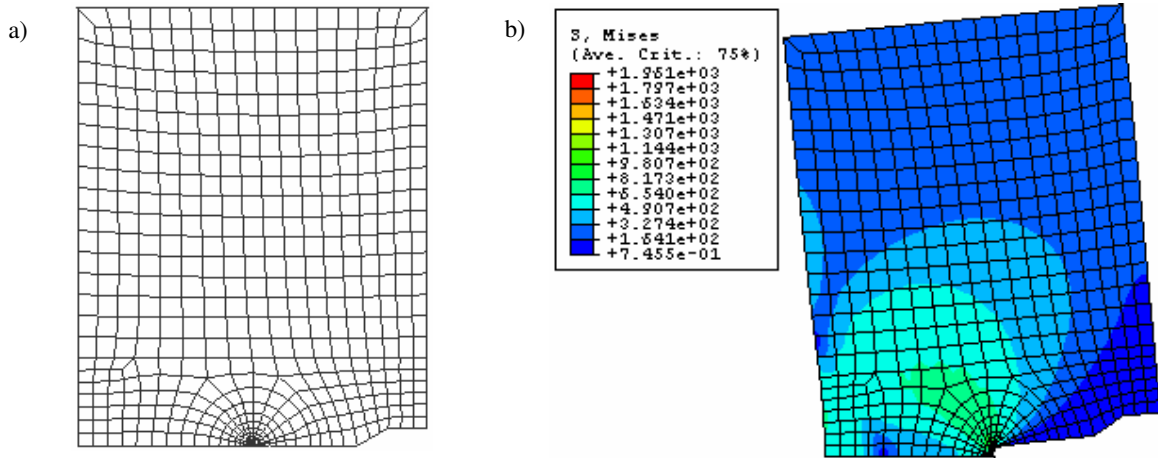 a)
b)
S, Mises
(Ave. Crit.: 75%)
+1.961e+03
+1.797e+03
+1.634e+03
+1.471e+03
+1.307e+03
+1.144e+03
+9.807e+02
+8.173e+02
+6.540e+02
+4.907e+02
+3.274e+02
+1.641e+02
+7.455e-01